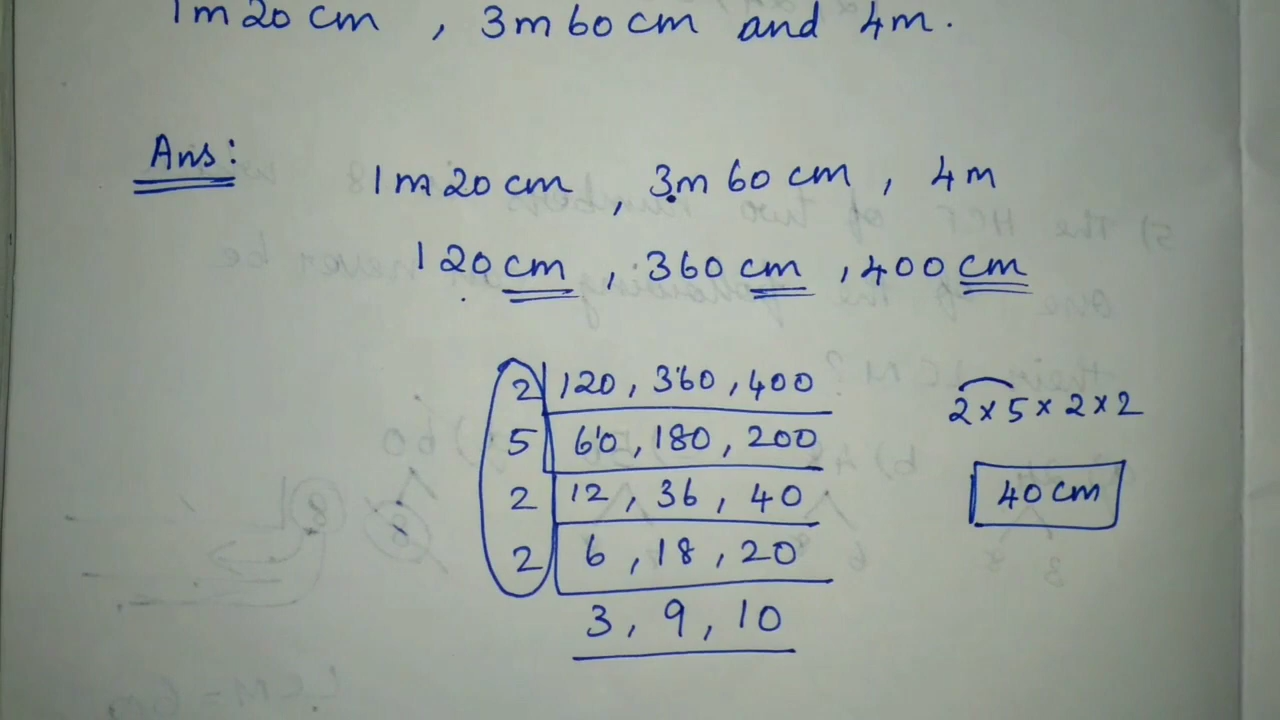 1m 20 cm , 3m 60 cm and 4m.
Ans:
1m 20 cm , 3m 60 cm , 4m
120 cm , 360 cm , 400 cm
2 120 , 360 , 400
2 x 5 x 2 x 2
5 60 , 180 , 200
2 12 , 36 , 40
40 cm
2 6 , 18 , 20
3 , 9 , 10